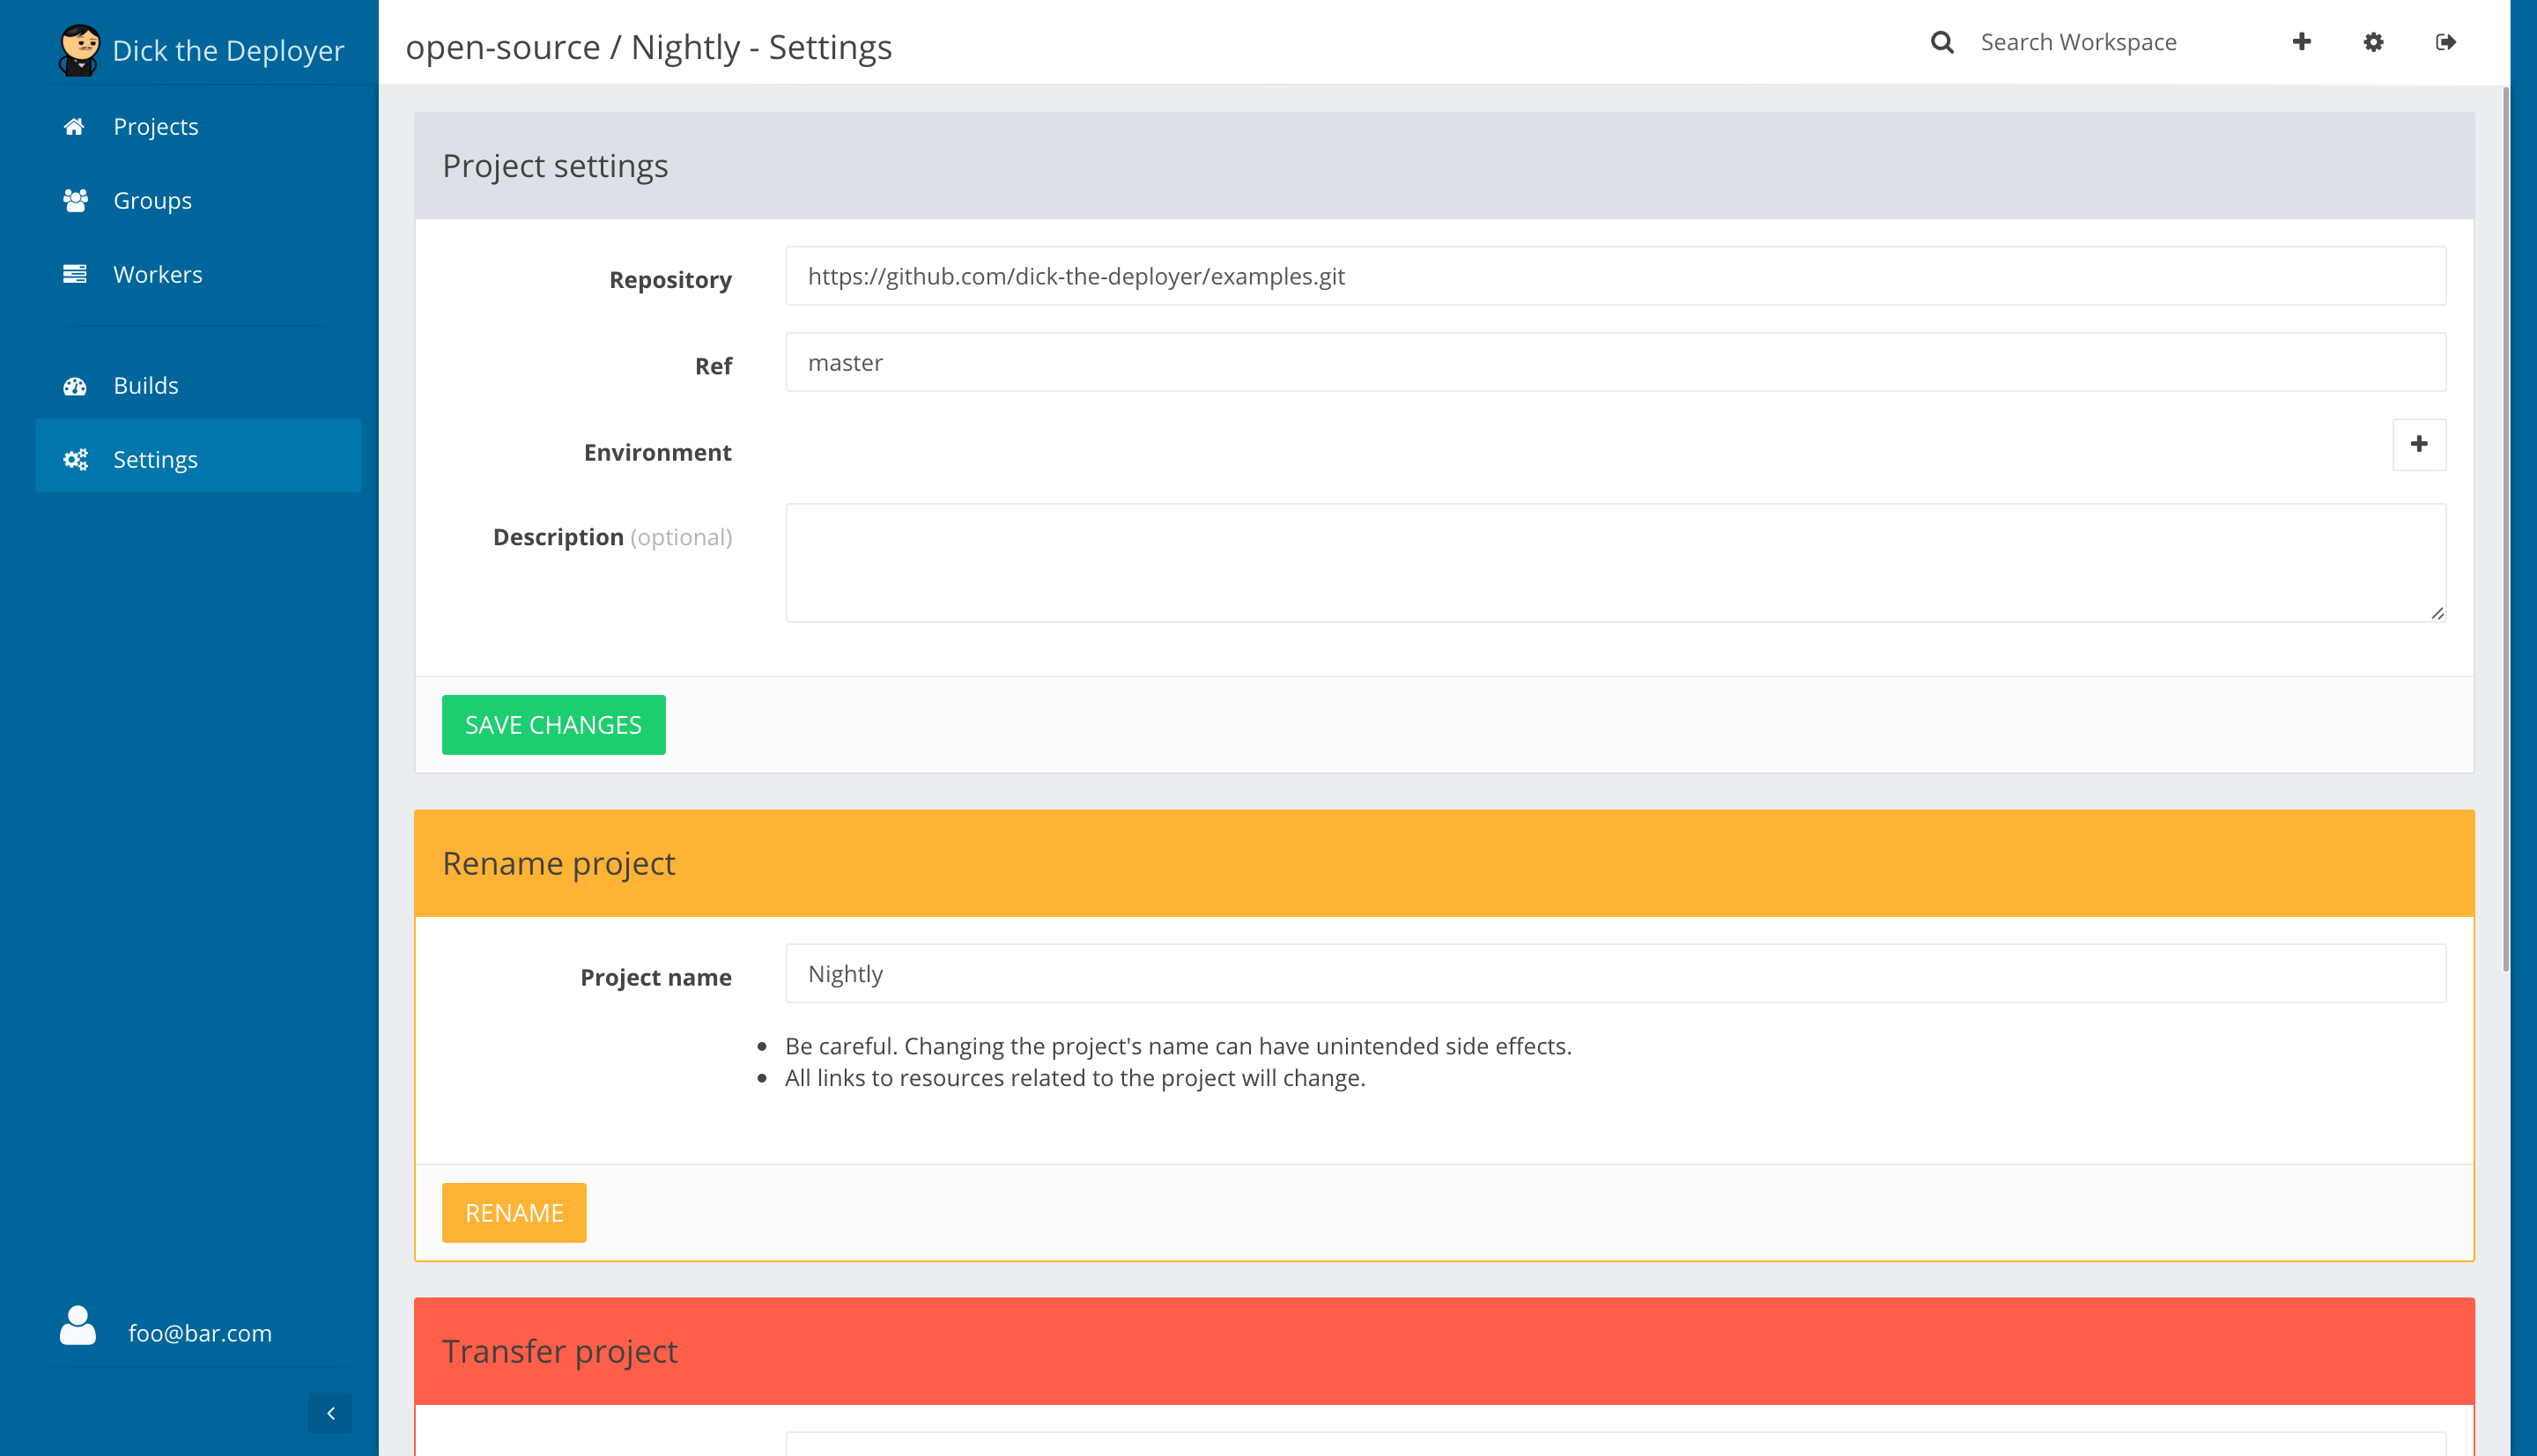 Dick the Deployer
Projects
Groups
Workers
Builds
Settings
foo@bar.com
open-source / Nightly - Settings
Search Workspace
Project settings
Repository
https://github.com/dick-the-deployer/examples.git
Ref
master
Environment
Description (optional)
SAVE CHANGES
Rename project
Project name
Nightly
Be careful. Changing the project's name can have unintended side effects.
All links to resources related to the project will change.
RENAME
Transfer project